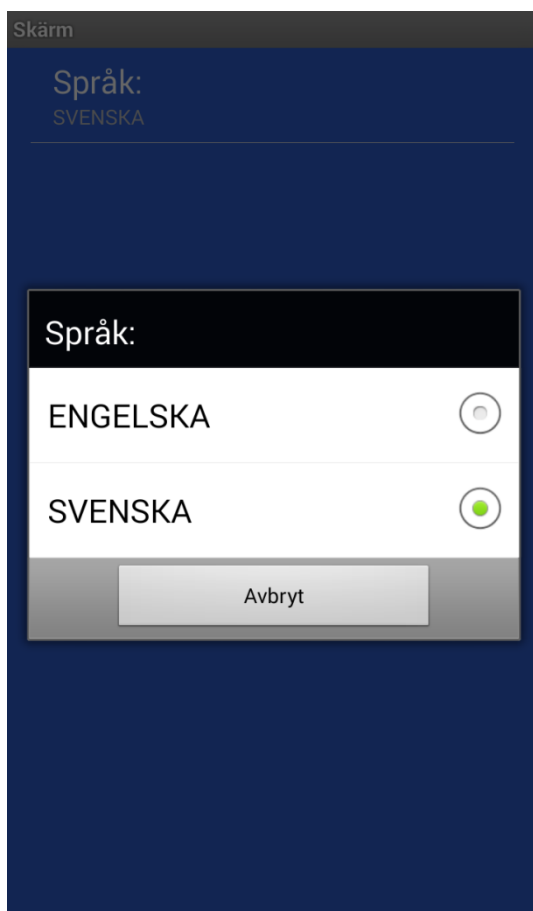 Skärm
Språk:
SVENSKA
Språk:
ENGELSKA
SVENSKA
Avbryt